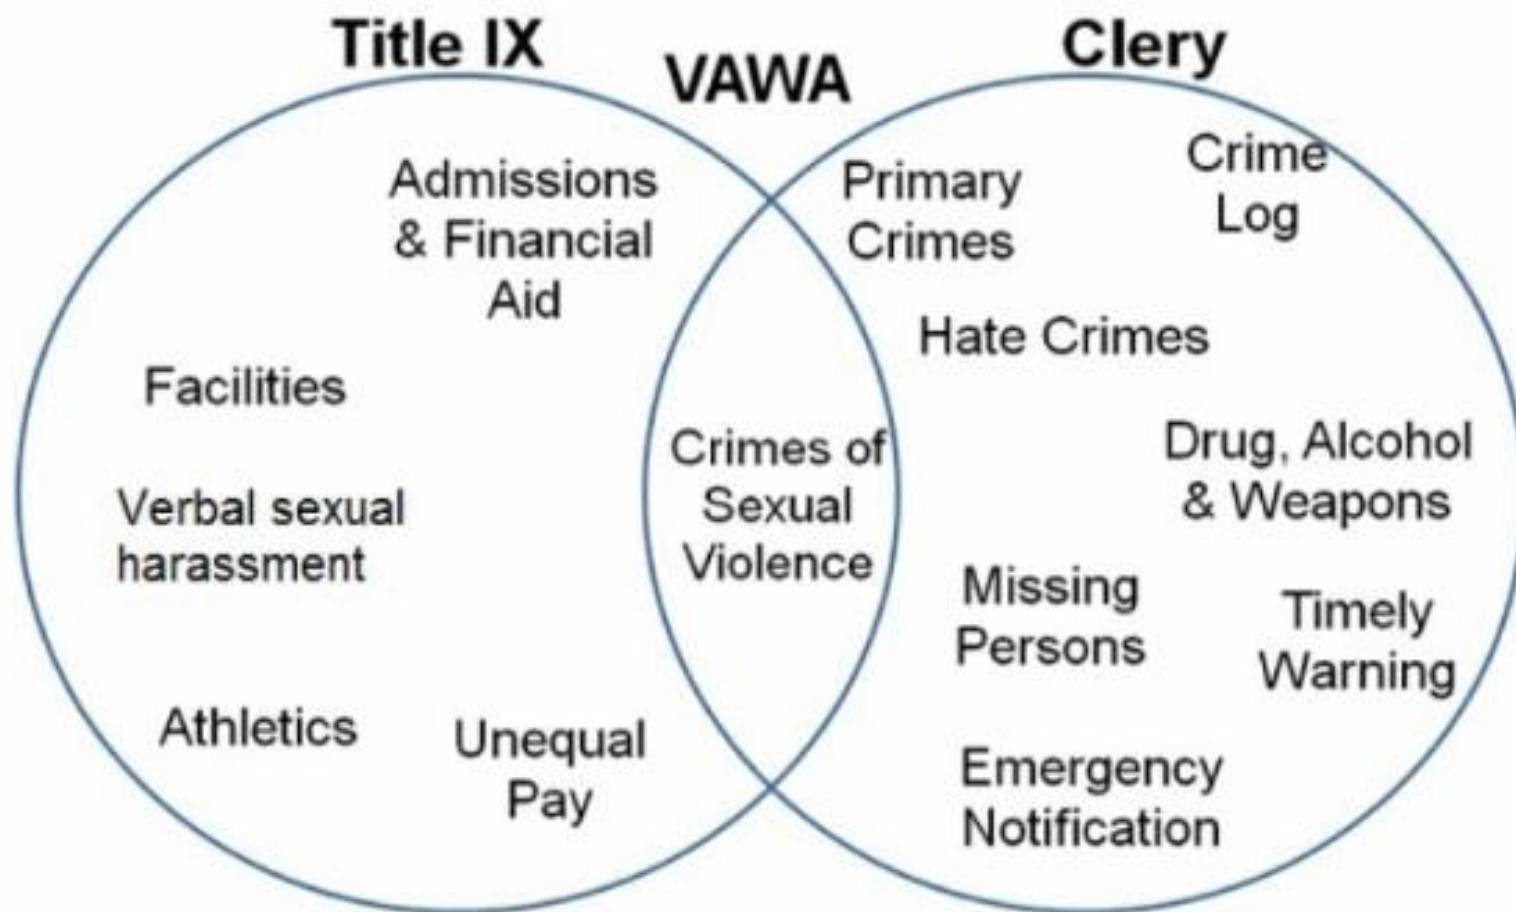 Title IX
VAWA
Clery
Admissions
& Financial
Aid
Facilities
Verbal sexual
harassment
Athletics
Unequal
Pay
Crimes of
Sexual
Violence
Primary
Crimes
Crime
Log
Hate Crimes
Drug, Alcohol
& Weapons
Missing
Persons
Timely
Warning
Emergency
Notification